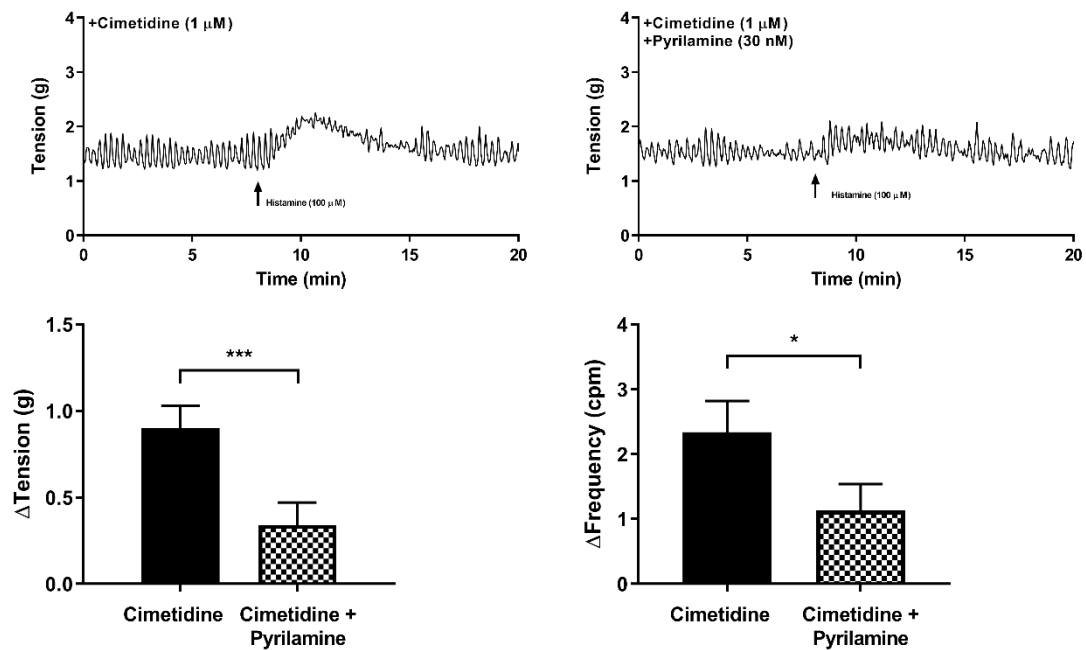 +Cimetidine (1 μM)
4
3
2
1
0
Tension (g)
Histamine (100 μM)
0 5 10 15 20
Time (min)
+Cimetidine (1 μM)
+Pyrilamine (30 nM)
4
3
2
1
0
Tension (g)
Histamine (100 μM)
0 5 10 15 20
Time (min)
1.5
1.0
0.5
0.0
ΔTension (g)
***
Cimetidine
Cimetidine +
Pyrilamine
4
3
2
1
0
ΔFrequency (cpm)
*
Cimetidine
Cimetidine +
Pyrilamine